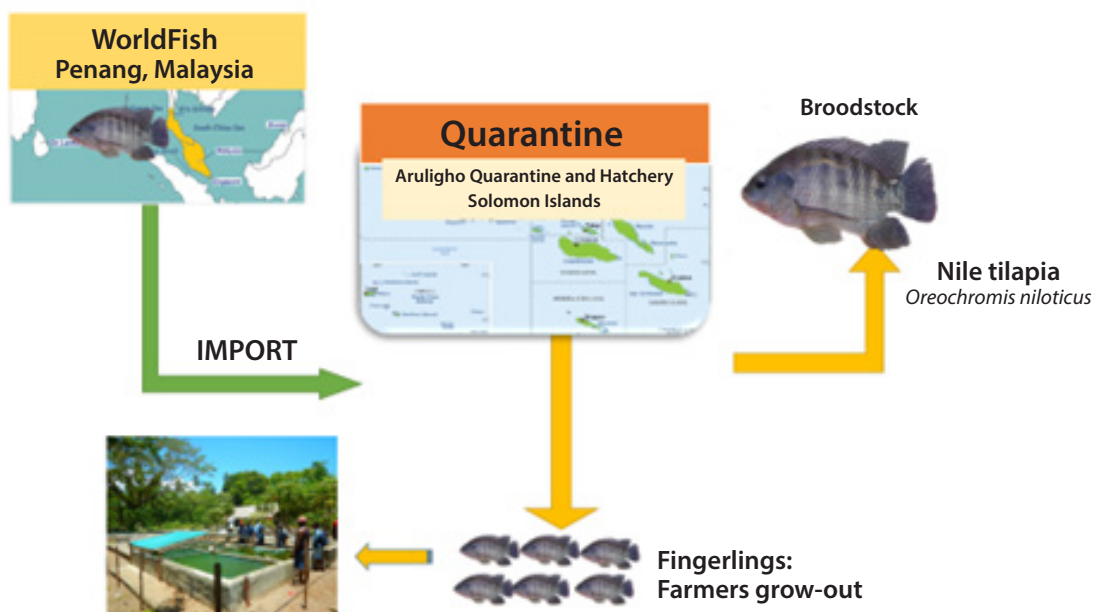 WorldFish
Penang, Malaysia
Quarantine
Aruligho Quarantine and Hatchery
Solomon Islands
Broodstock
Nile tilapia
Oreochromis niloticus
IMPORT
Fingerlings:
Farmers grow-out